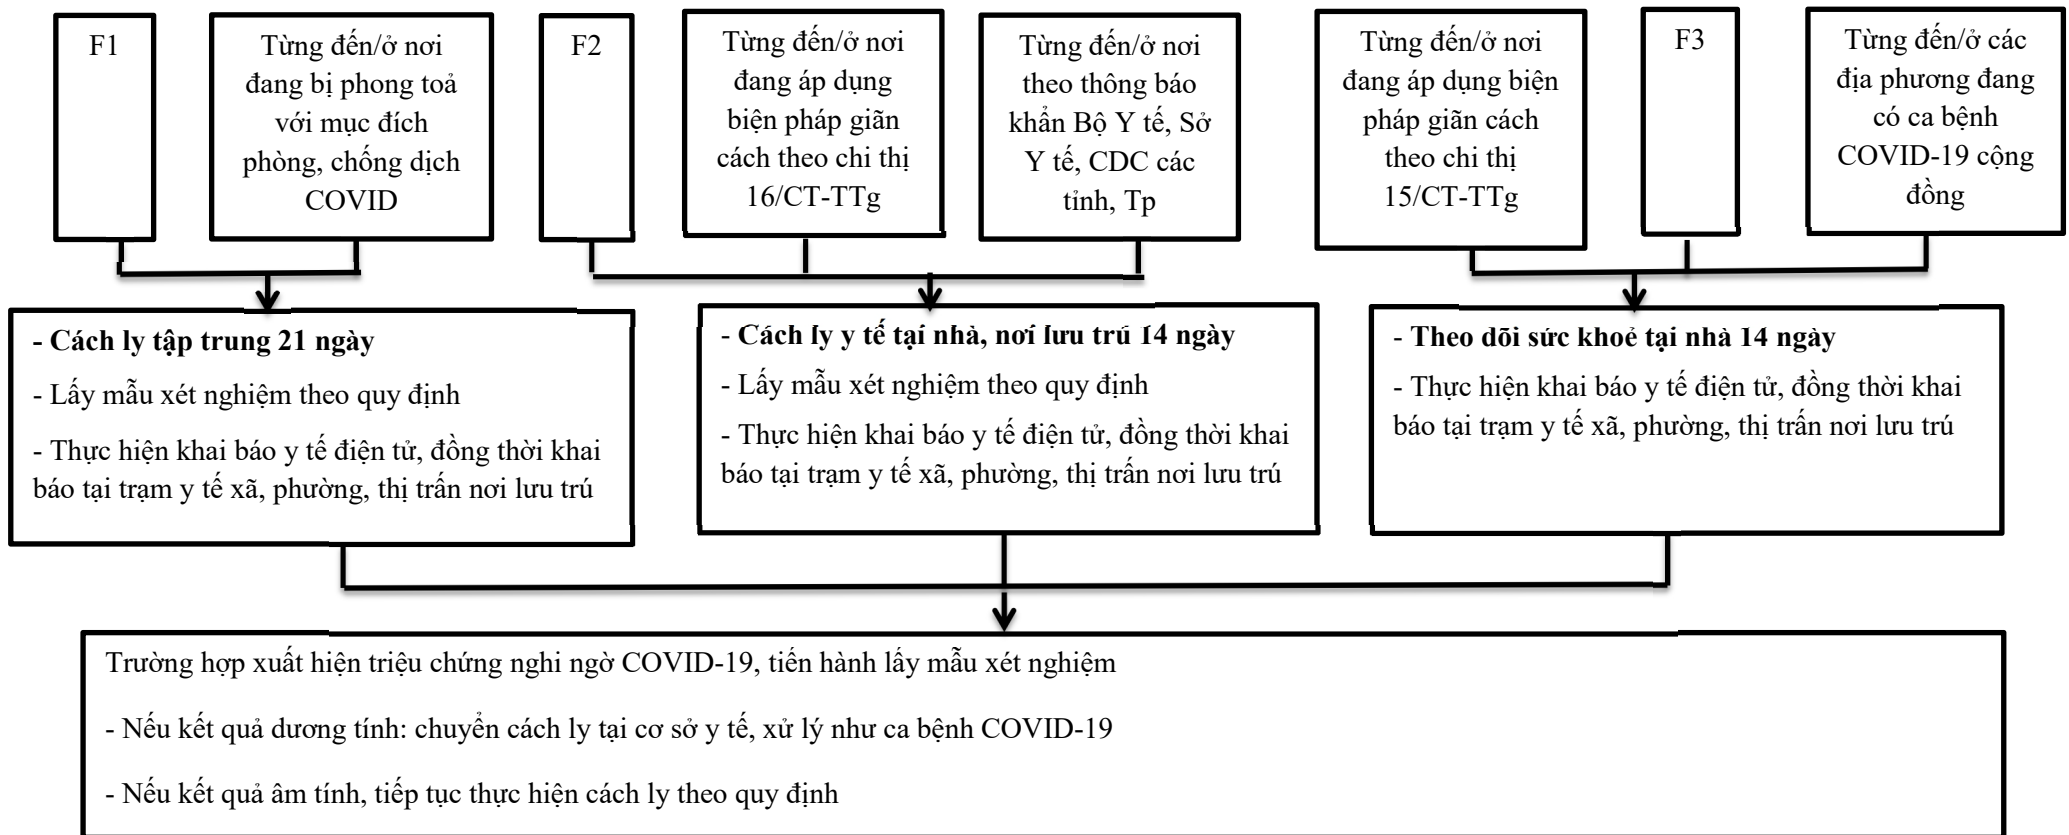 F1
Từng đến/ở nơi
đang bị phong toả
với mục đích
phòng, chống dịch
COVID
F2
Từng đến/ở nơi
đang áp dụng
biện pháp giãn
cách theo chi thị
16/CT-TTg
Từng đến/ở nơi
theo thông báo
khẩn Bộ Y tế, Sở
Y tế, CDC các
tỉnh, Tp
Từng đến/ở nơi
đang áp dụng biện
pháp giãn cách
theo chi thị
15/CT-TTg
F3
Từng đến/ở các
địa phương đang
có ca bệnh
COVID-19 cộng
đồng
- Cách ly tập trung 21 ngày
- Lấy mẫu xét nghiệm theo quy định
- Thực hiện khai báo y tế điện tử, đồng thời khai
báo tại trạm y tế xã, phường, thị trấn nơi lưu trú
- Cách ly y tế tại nhà, nơi lưu trú 14 ngày
- Lấy mẫu xét nghiệm theo quy định
- Thực hiện khai báo y tế điện tử, đồng thời khai
báo tại trạm y tế xã, phường, thị trấn nơi lưu trú
- Theo dõi sức khoẻ tại nhà 14 ngày
- Thực hiện khai báo y tế điện tử, đồng thời khai
báo tại trạm y tế xã, phường, thị trấn nơi lưu trú
Trường hợp xuất hiện triệu chứng nghi ngờ COVID-19, tiến hành lấy mẫu xét nghiệm
- Nếu kết quả dương tính: chuyển cách ly tại cơ sở y tế, xử lý như ca bệnh COVID-19
- Nếu kết quả âm tính, tiếp tục thực hiện cách ly theo quy định